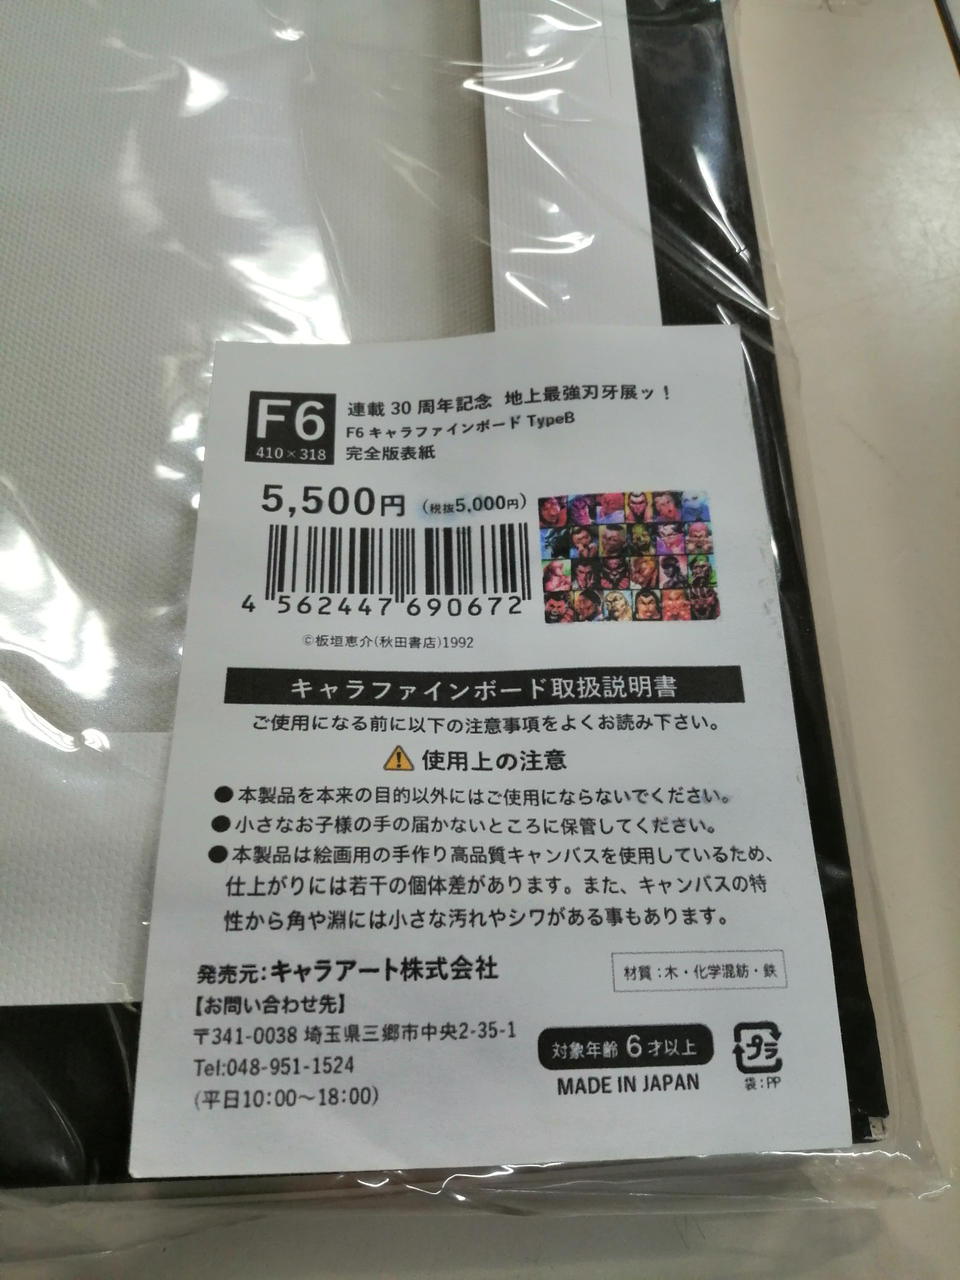 F6
410×318
連載30周年記念 地上最強刃牙展ッ！
F6キャラファインボード TypeB
完全版表紙
5,500円（税抜5,000円）
4 562447 690672
©板垣恵介(秋田書店)1992
キャラファインボード取扱説明書
ご使用になる前に以下の注意事項をよくお読み下さい。
使用上の注意
●本製品を本来の目的以外にはご使用にならないでください。
●小さなお子様の手の届かないところに保管してください。
●本製品は絵画用の手作り高品質キャンバスを使用しているため、
仕上がりには若干の個体差があります。また、キャンバスの特
性から角や淵には小さな汚れやシワがある事もあります。
発売元:キャラアート株式会社
【お問い合わせ先】
〒341-0038 埼玉県三郷市中央2-35-1
Tel:048-951-1524
(平日10:00〜18:00)
材質：木・化学混紡・鉄
対象年齢 6才以上
MADE IN JAPAN
プラ
袋：PP